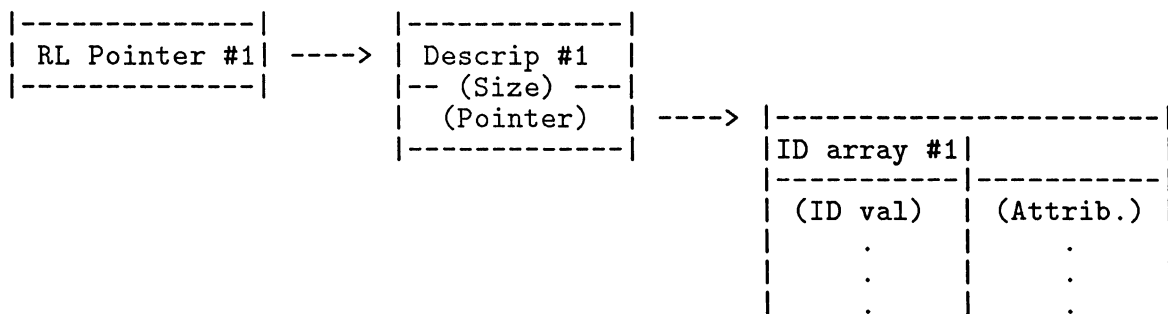 RL Pointer #1 ----> Descrip #1
(Size)
(Pointer) ---->
ID array #1
(ID val) (Attrib.)
. .
. .
. .